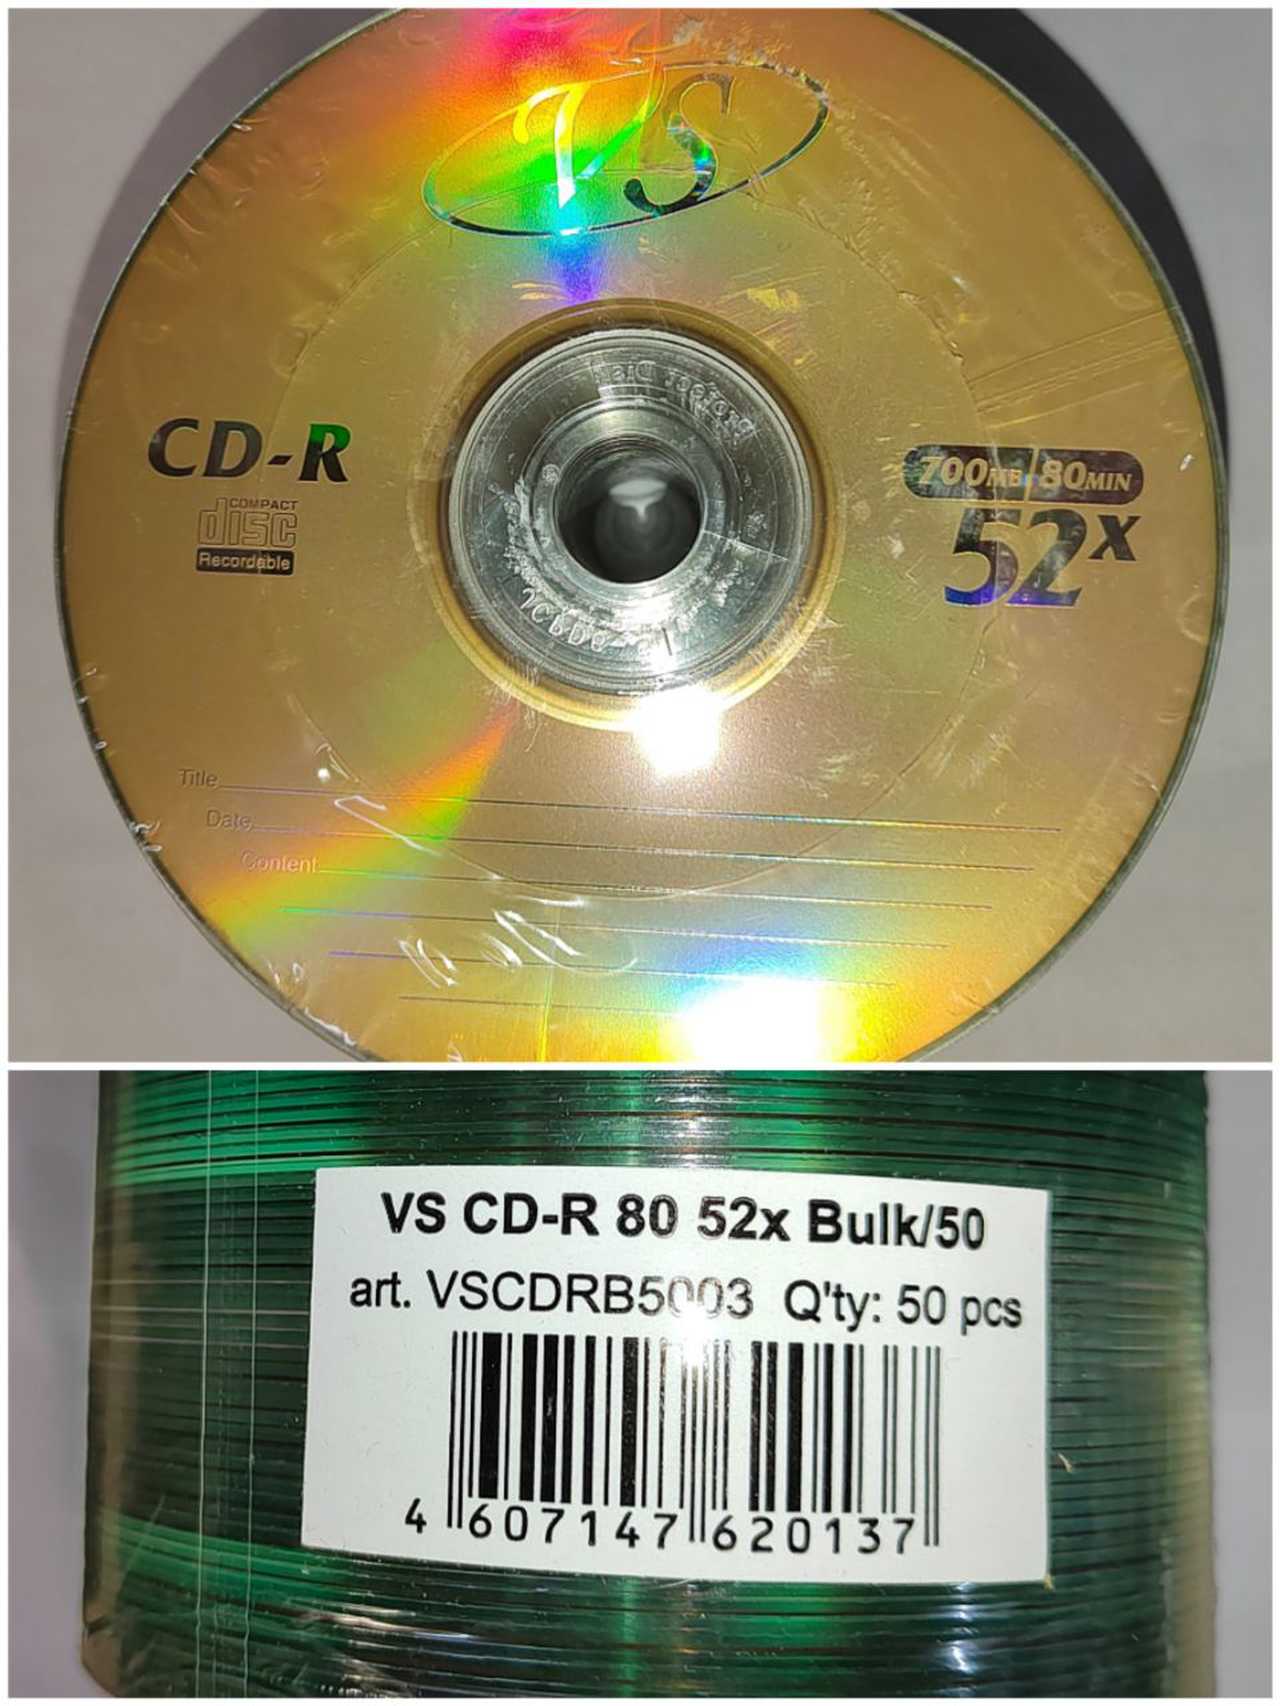 VS
CD-R
COMPACT
disc
Recordable
700MB 80MIN
52X
Title
Date
Content
VS CD-R 80 52x Bulk/50
art. VSCDRB5003 Q'ty: 50 pcs
4 607147 620137